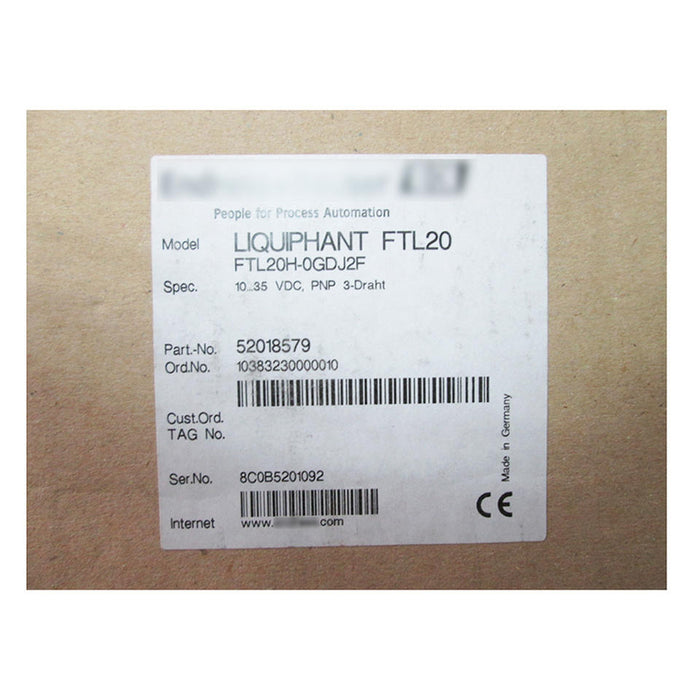 People for Process Automation
Model LIQUIPHANT FTL20
FTL20H-0GDJ2F
Spec. 10...35 VDC, PNP 3-Draht
Part.-No. 52018579
Ord.No. 10383230000010
Cust.Ord.
TAG No.
Ser.No. 8C0B5201092
Internet www. .com
Made in Germany
CE